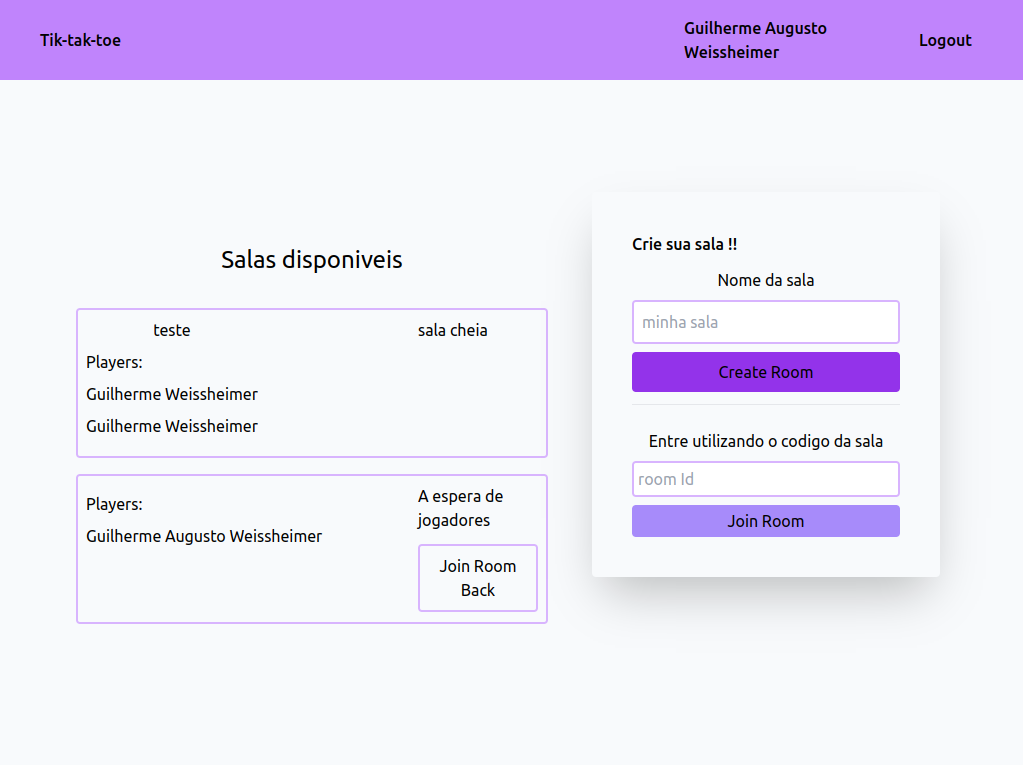 Tik-tak-toe
Guilherme Augusto
Weissheimer
Logout
Salas disponiveis
teste
sala cheia
Players:
Guilherme Weissheimer
Guilherme Weissheimer
Players:
Guilherme Augusto Weissheimer
A espera de
jogadores
Join Room
Back
Crie sua sala !!
Nome da sala
minha sala
Create Room
Entre utilizando o codigo da sala
room Id
Join Room